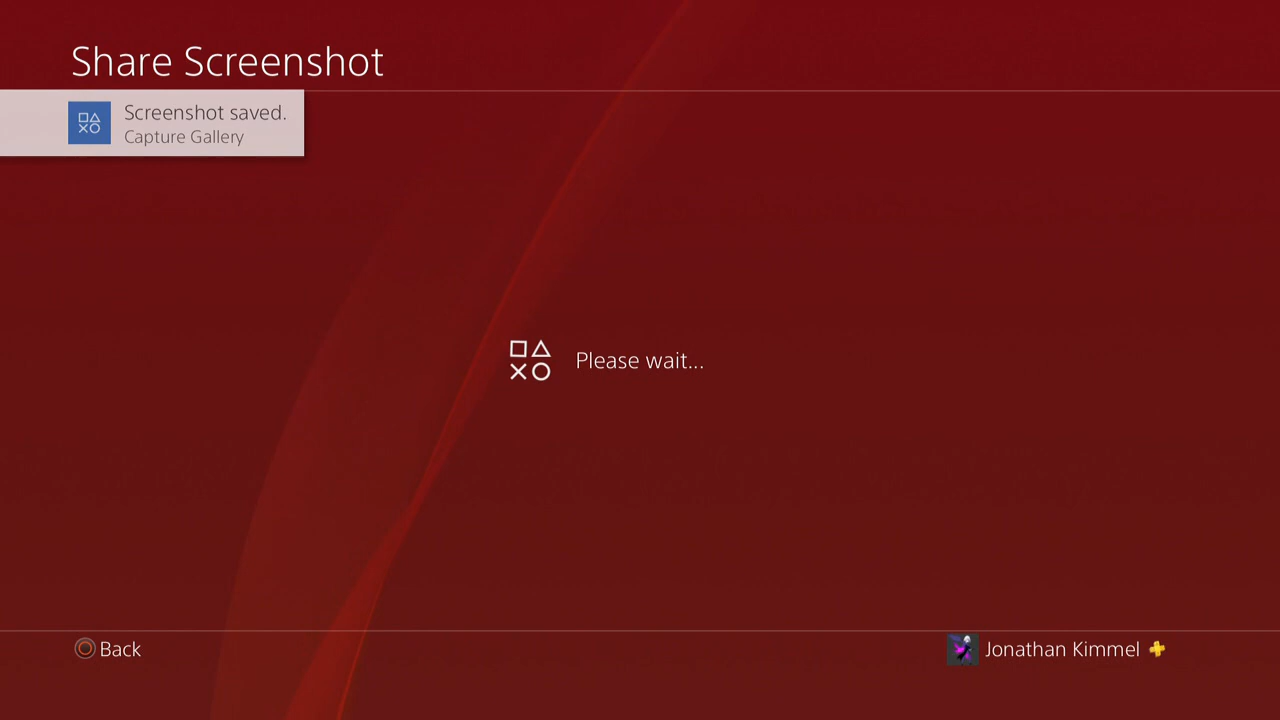 Share Screenshot
Screenshot saved.
Capture Gallery
Please wait...
Back
Jonathan Kimmel